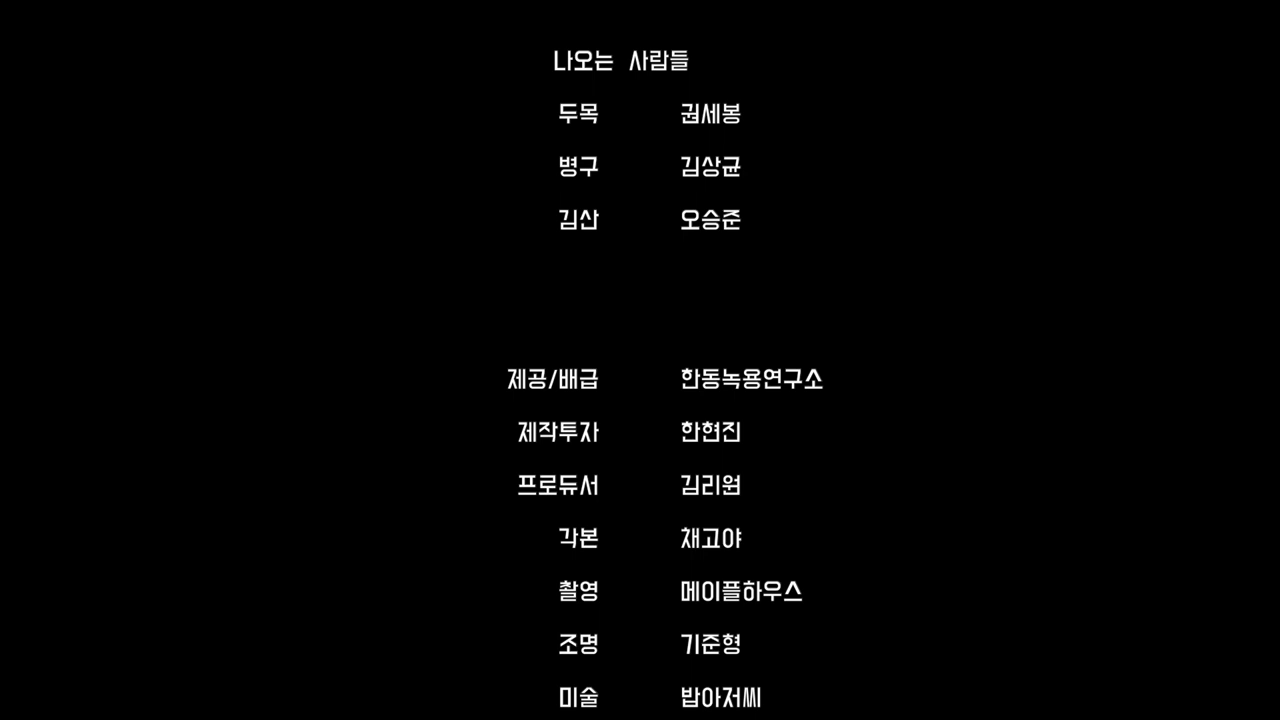 나오는 사람들
두목 권세봉
병구 김상균
김산 오승준
제공/배급 한동녹용연구소
제작투자 한현진
프로듀서 김리원
각본 채고야
촬영 메이플하우스
조명 기준형
미술 밥아저씨